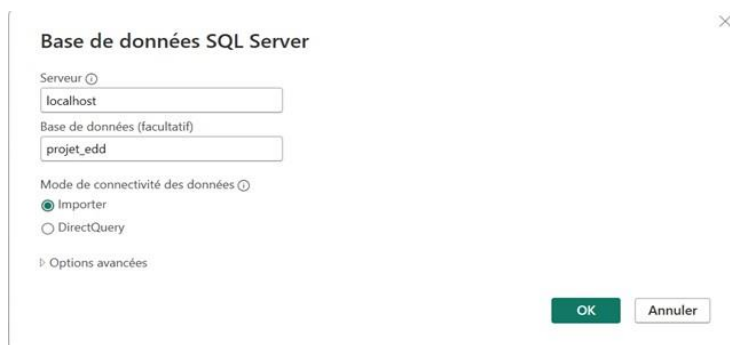 Base de données SQL Server
Serveur
localhost
Base de données (facultatif)
projet_edd
Mode de connectivité des données
Importer
DirectQuery
Options avancées
OK Annuler